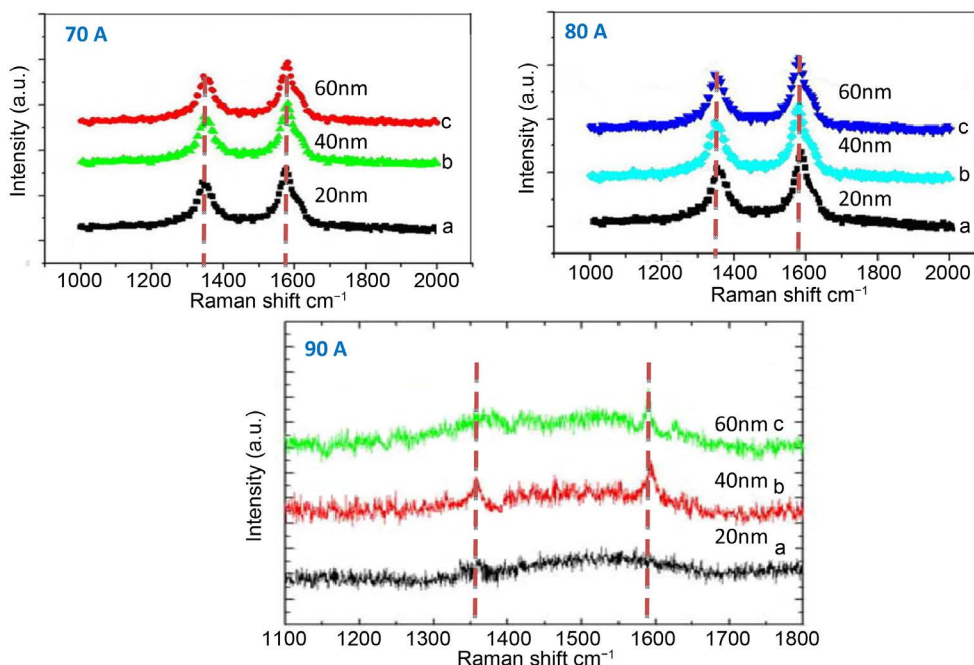 70 A
Intensity (a.u.)
60nm
c
40nm
b
20nm
a
1000 1200 1400 1600 1800 2000
Raman shift cm⁻¹
80 A
Intensity (a.u.)
60nm
c
40nm
b
20nm
a
1000 1200 1400 1600 1800 2000
Raman shift cm⁻¹
90 A
Intensity (a.u.)
60nm c
40nm b
20nm a
1100 1200 1300 1400 1500 1600 1700 1800
Raman shift cm⁻¹